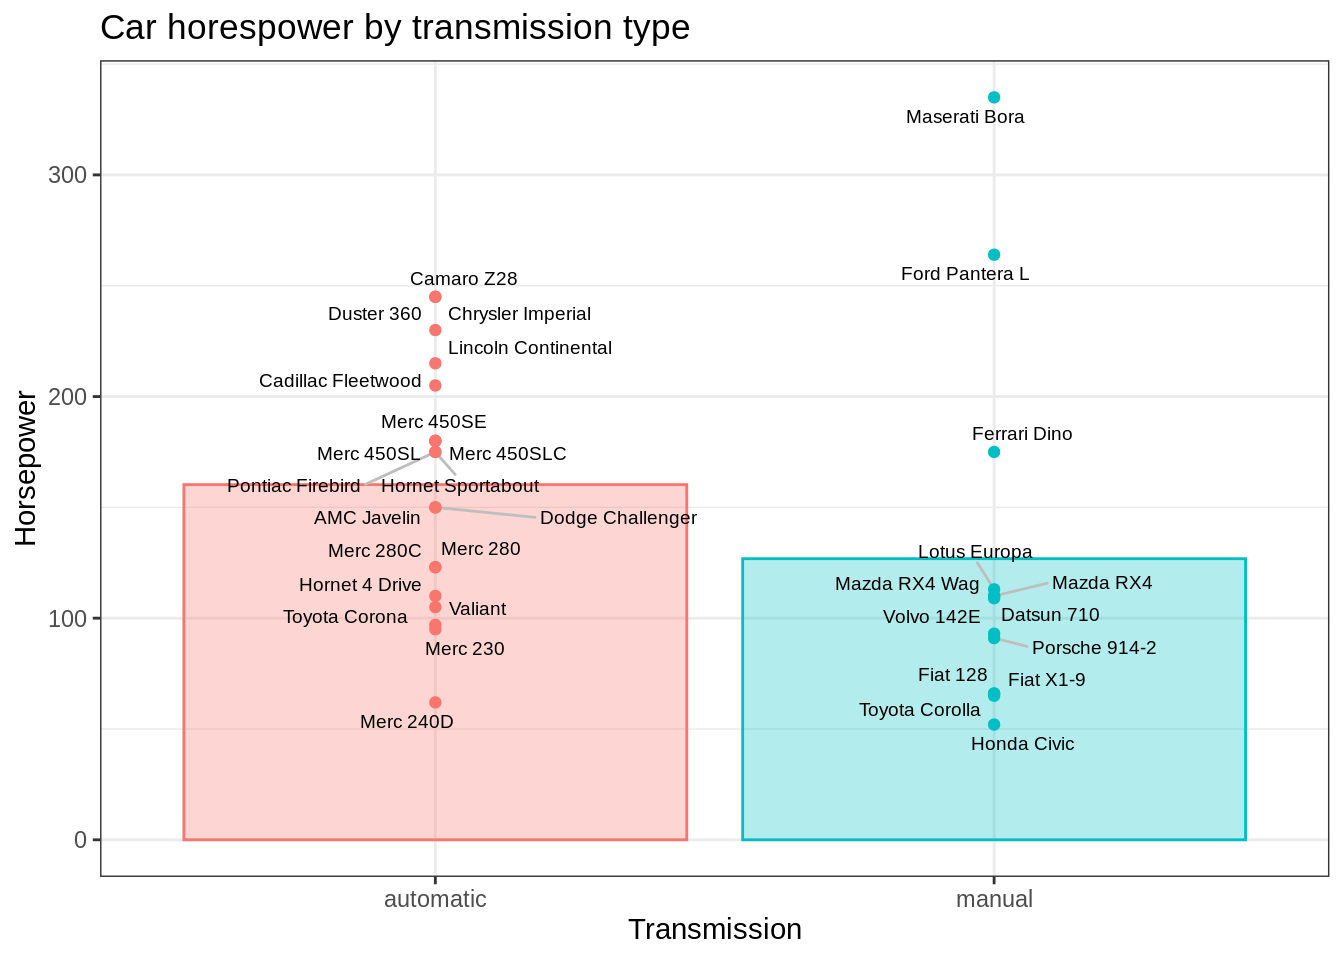 Car horespower by transmission type
Horsepower
300
200
100
0
Camaro Z28
Duster 360
Chrysler Imperial
Lincoln Continental
Cadillac Fleetwood
Merc 450SE
Merc 450SL
Merc 450SLC
Pontiac Firebird
Hornet Sportabout
AMC Javelin
Dodge Challenger
Merc 280C
Merc 280
Hornet 4 Drive
Valiant
Toyota Corona
Merc 230
Merc 240D
Maserati Bora
Ford Pantera L
Ferrari Dino
Lotus Europa
Mazda RX4 Wag
Mazda RX4
Volvo 142E
Datsun 710
Porsche 914-2
Fiat 128
Fiat X1-9
Toyota Corolla
Honda Civic
automatic
manual
Transmission